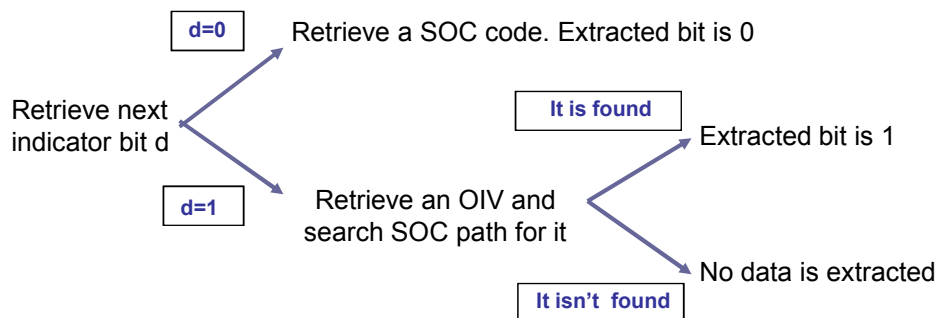 d=0
Retrieve a SOC code. Extracted bit is 0
Retrieve next
indicator bit d
It is found
Extracted bit is 1
d=1
Retrieve an OIV and
search SOC path for it
No data is extracted
It isn't found